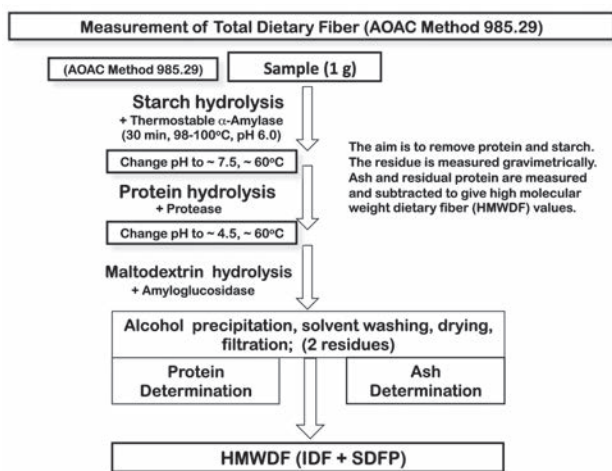 Measurement of Total Dietary Fiber (AOAC Method 985.29)
(AOAC Method 985.29)
Sample (1 g)
Starch hydrolysis
+ Thermostable α-Amylase
(30 min, 98-100°C, pH 6.0)
Change pH to ~ 7.5, ~ 60°C
Protein hydrolysis
+ Protease
Change pH to ~ 4.5, ~ 60°C
Maltodextrin hydrolysis
+ Amyloglucosidase
The aim is to remove protein and starch.
The residue is measured gravimetrically.
Ash and residual protein are measured
and subtracted to give high molecular
weight dietary fiber (HMWDF) values.
Alcohol precipitation, solvent washing, drying,
filtration; (2 residues)
Protein
Determination
Ash
Determination
HMWDF (IDF + SDFP)